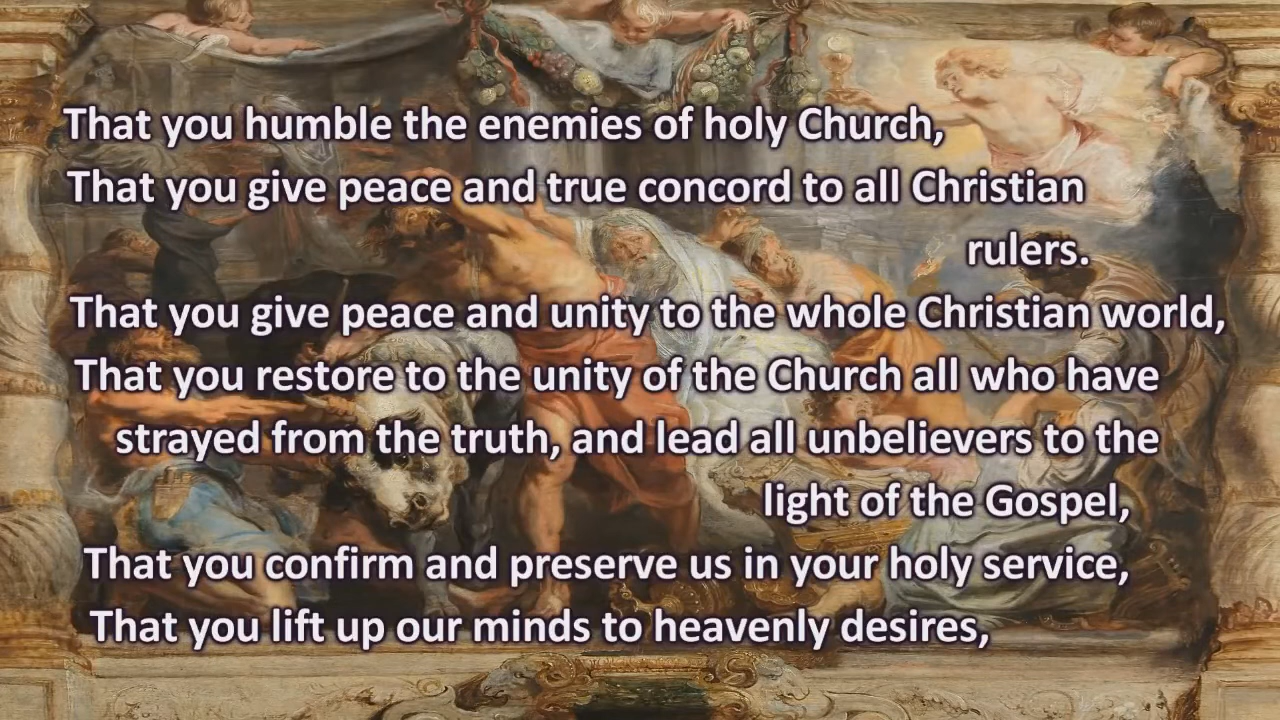 That you humble the enemies of holy Church,
That you give peace and true concord to all Christian
rulers.
That you give peace and unity to the whole Christian world,
That you restore to the unity of the Church all who have
strayed from the truth, and lead all unbelievers to the
light of the Gospel,
That you confirm and preserve us in your holy service,
That you lift up our minds to heavenly desires,